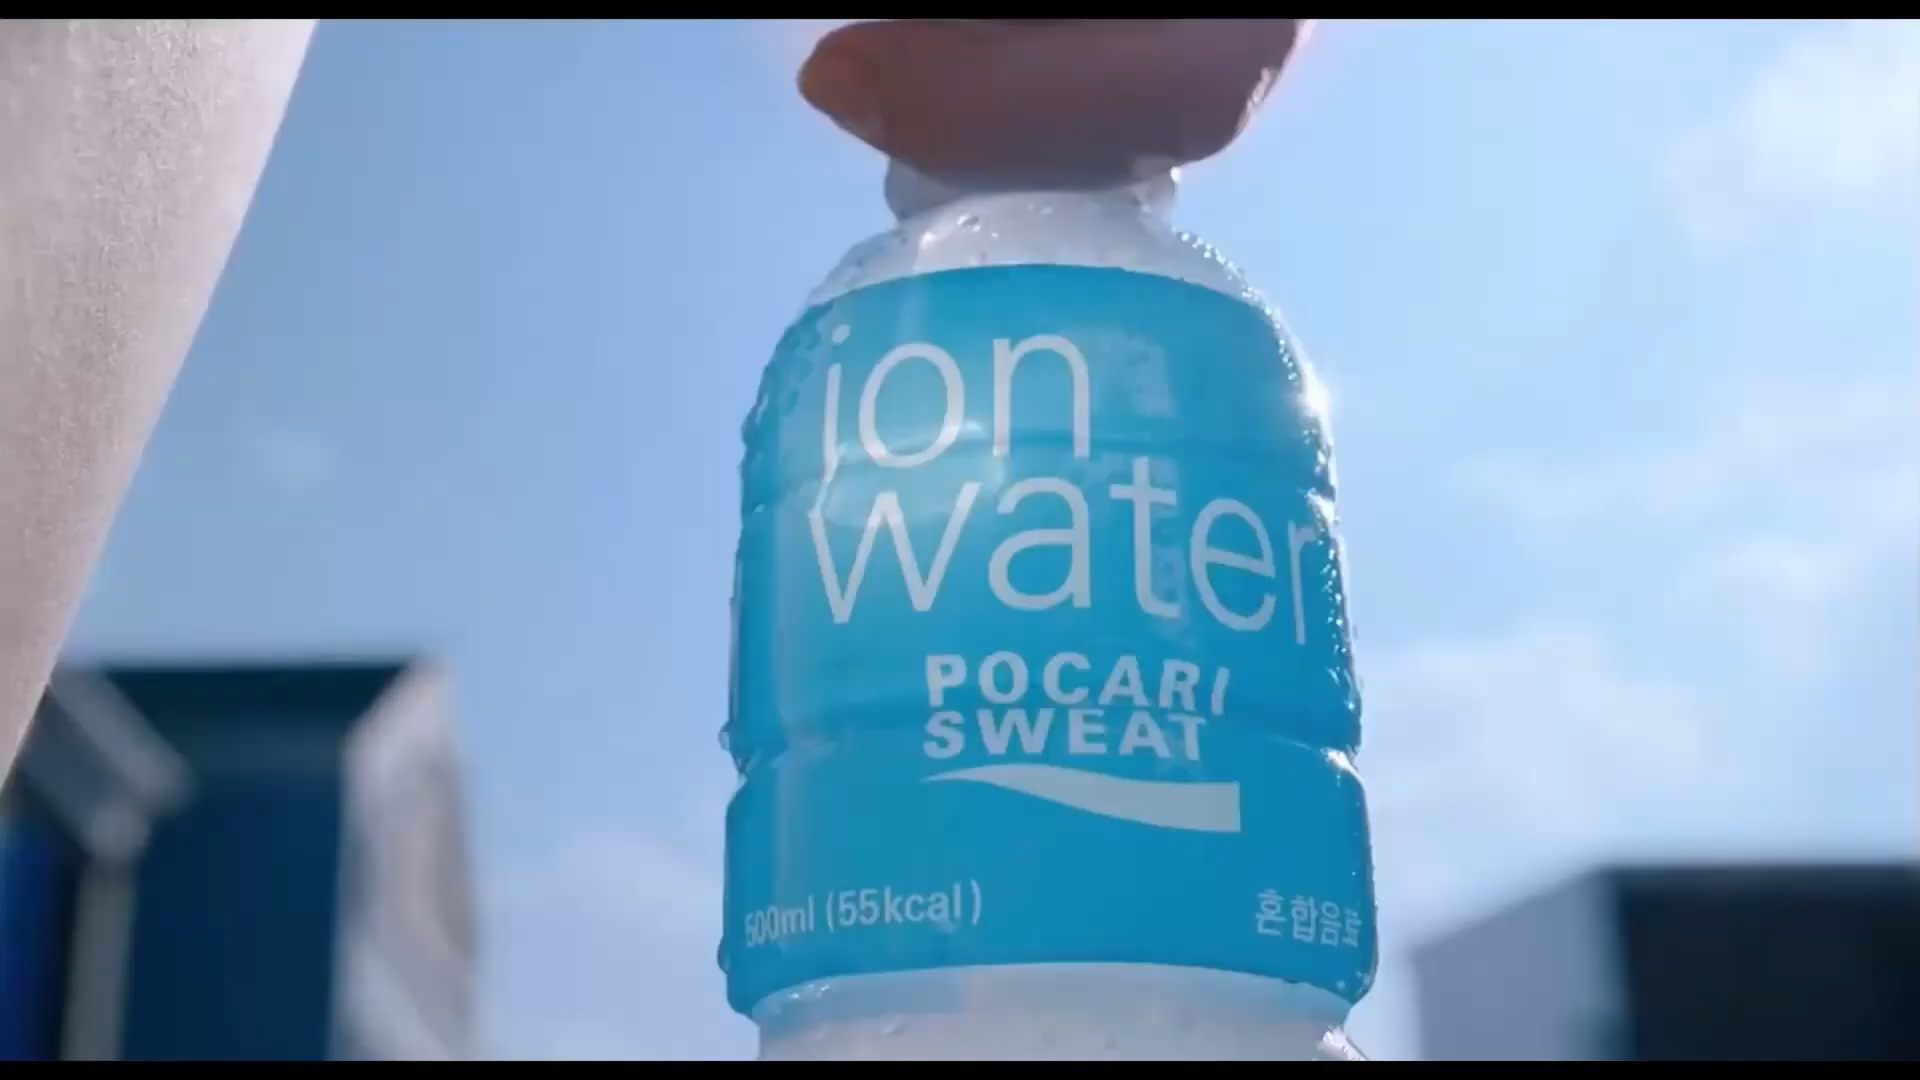 ion
water
POCARI
SWEAT
500ml (55kcal)
혼합음료